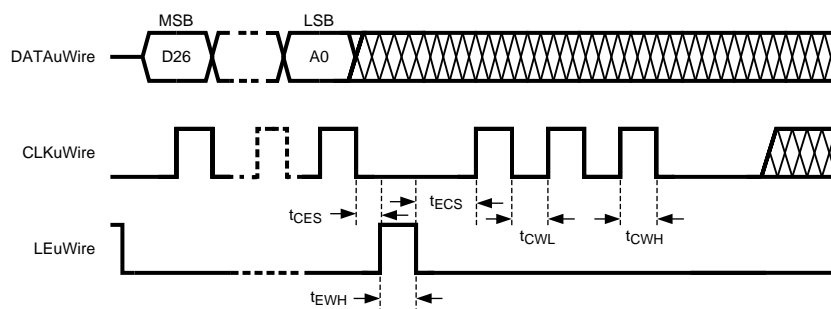 MSB LSB
DATAuWire D26 A0
CLKuWire
tCES tECS tCWL tCWH
LEuWire
tEWH